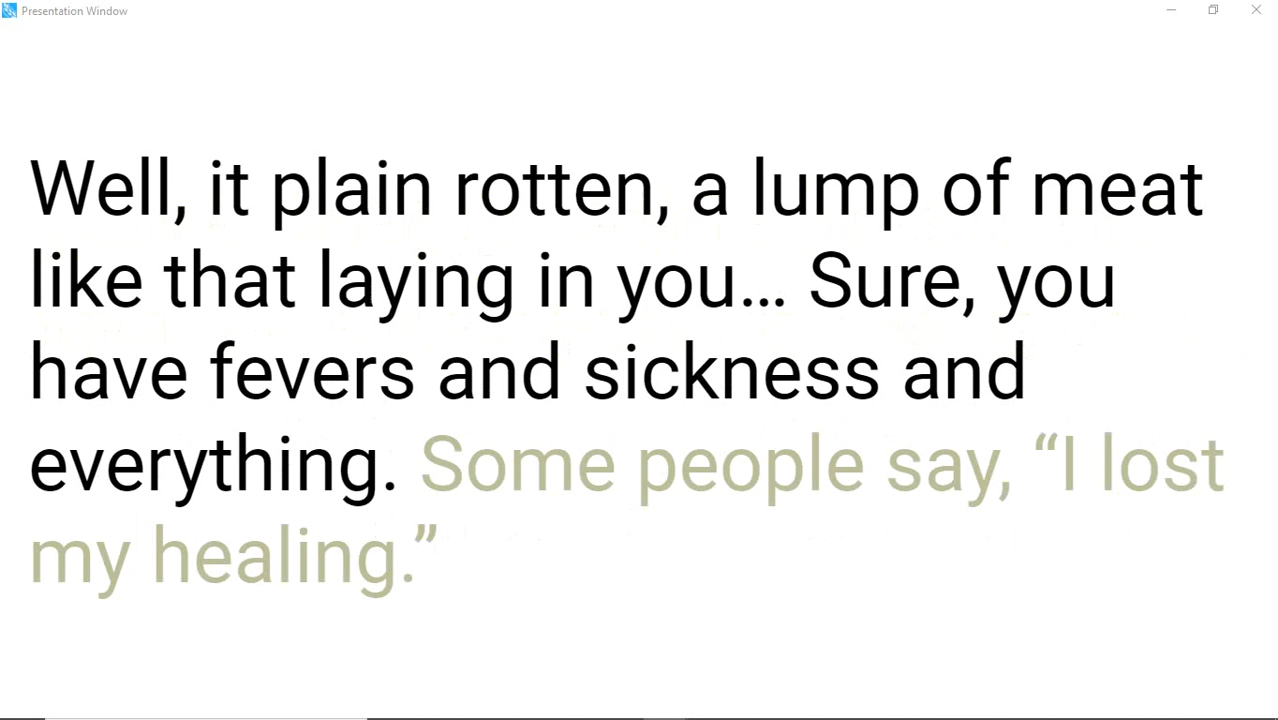 Presentation Window
Well, it plain rotten, a lump of meat
like that laying in you… Sure, you
have fevers and sickness and
everything. Some people say, “I lost
my healing.”